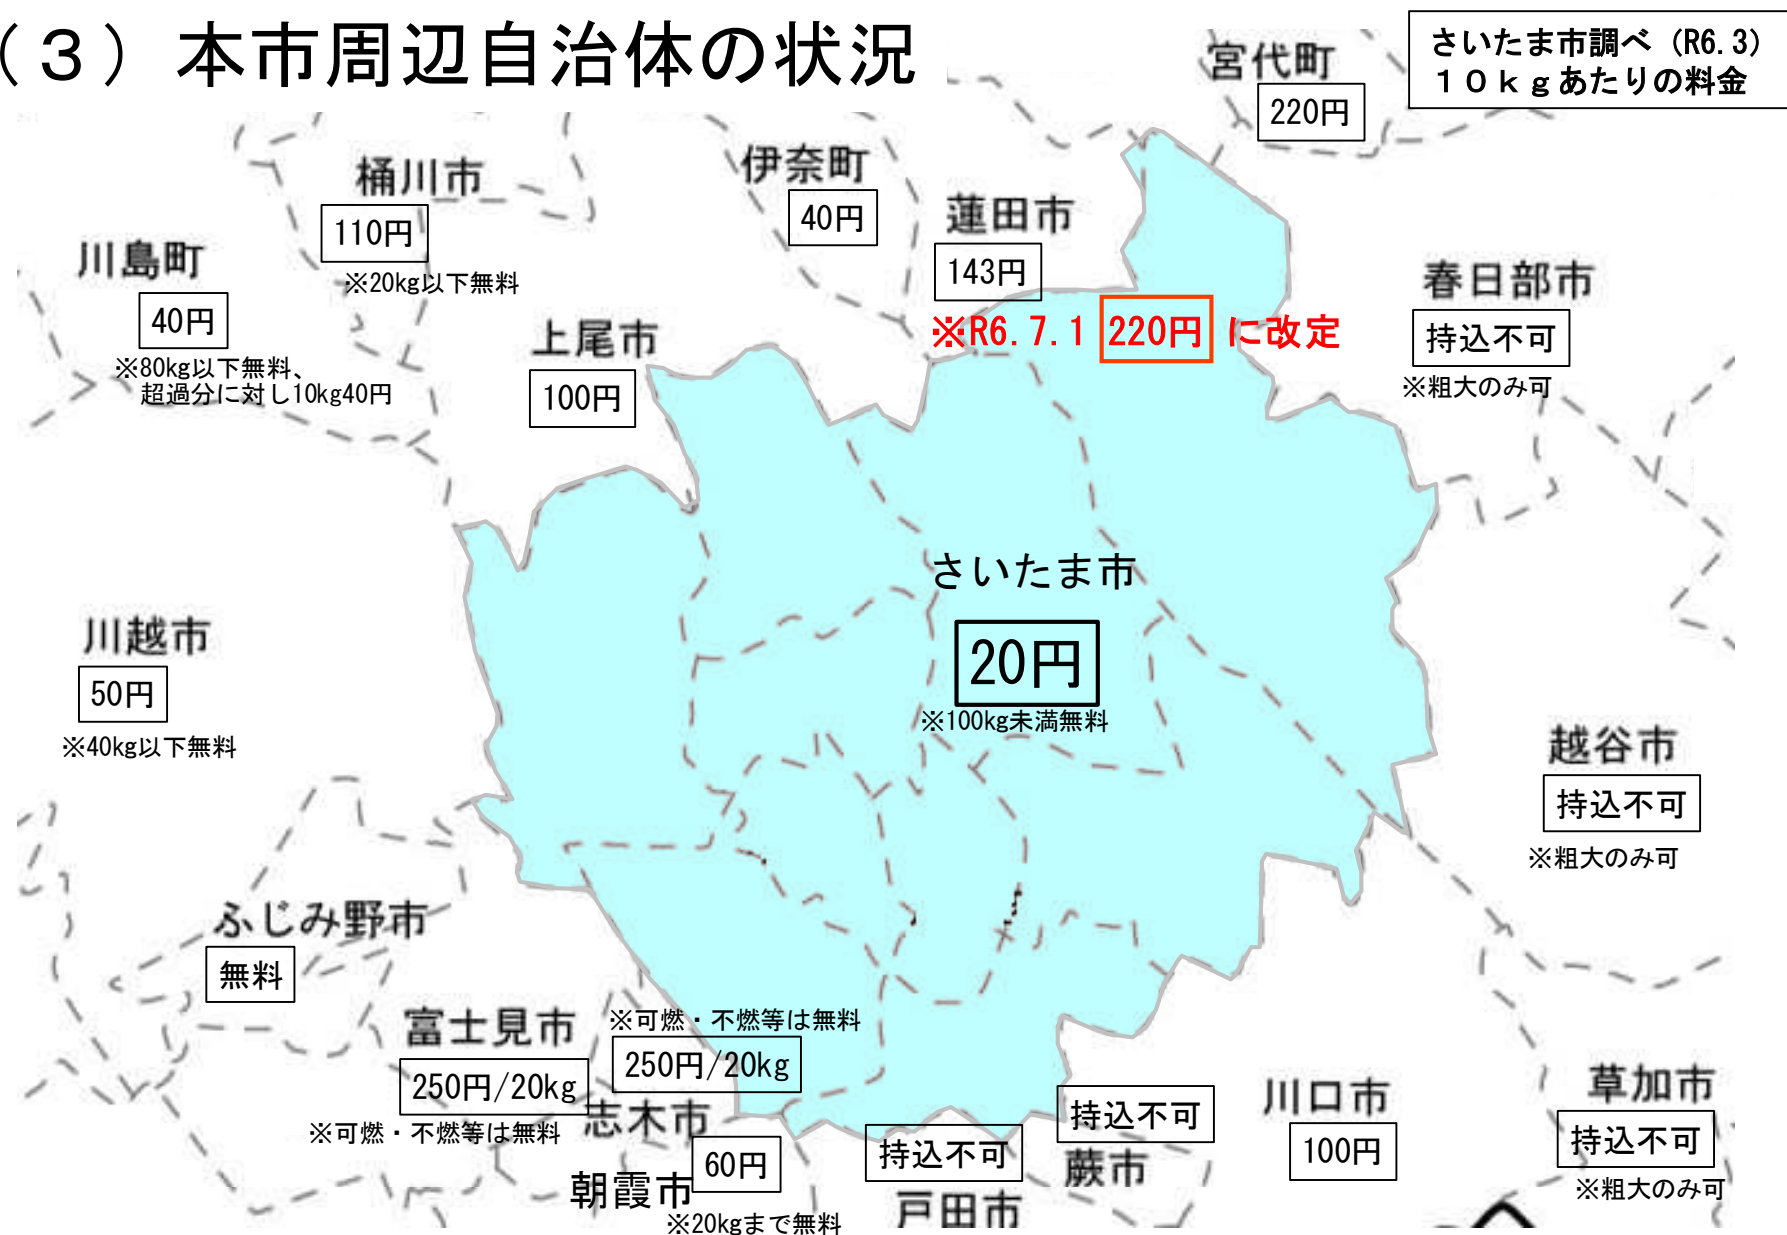 （３）本市周辺自治体の状況
さいたま市調べ（R6.3）
１０ｋｇあたりの料金
宮代町
220円
桶川市
110円
※20kg以下無料
伊奈町
40円
蓮田市
143円
※R6.7.1 220円 に改定
川島町
40円
※80kg以下無料、
超過分に対し10kg40円
上尾市
100円
春日部市
持込不可
※粗大のみ可
さいたま市
20円
※100kg未満無料
川越市
50円
※40kg以下無料
越谷市
持込不可
※粗大のみ可
ふじみ野市
無料
富士見市
250円/20kg
※可燃・不燃等は無料
※可燃・不燃等は無料
250円/20kg
志木市
朝霞市
60円
※20kgまで無料
持込不可
戸田市
持込不可
蕨市
川口市
100円
草加市
持込不可
※粗大のみ可